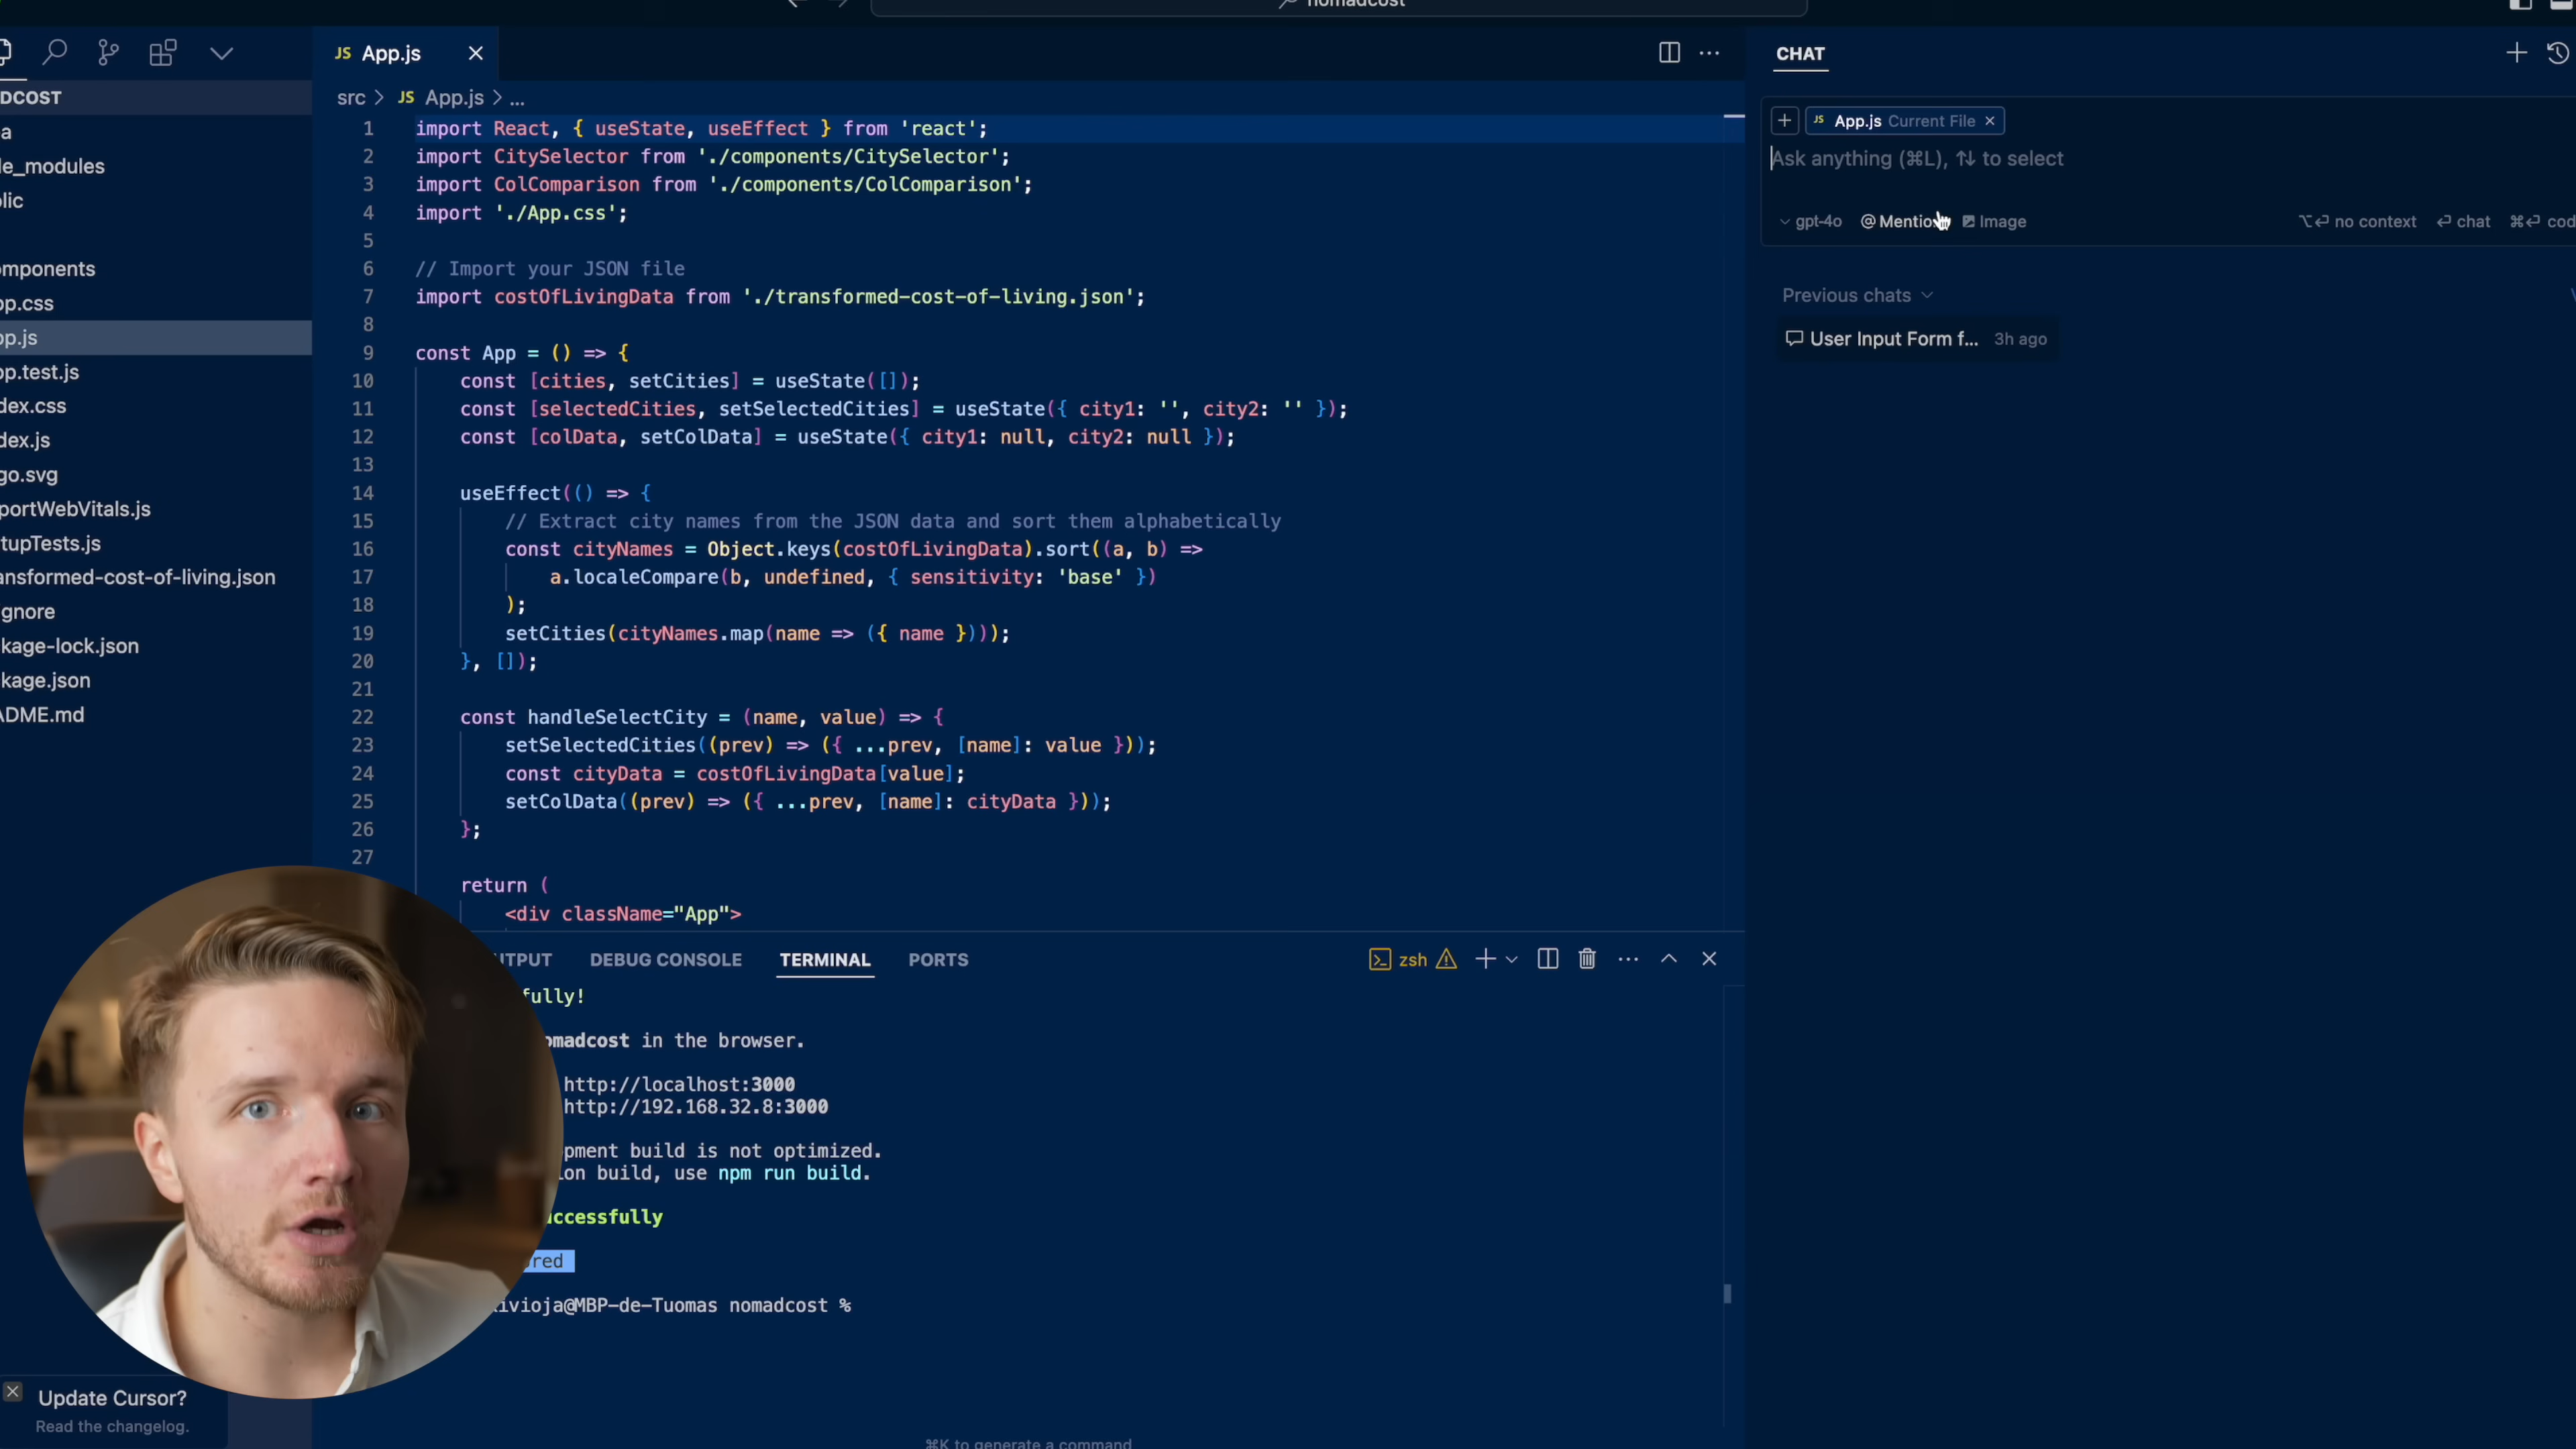 nomadcost
DCOST
a
le_modules
lic
mponents
op.css
op.js
op.test.js
dex.css
dex.js
go.svg
portWebVitals.js
tupTests.js
ansformed-cost-of-living.json
gnore
kage-lock.json
kage.json
ADME.md
JS App.js
src > JS App.js > ...
1 import React, { useState, useEffect } from 'react';
2 import CitySelector from './components/CitySelector';
3 import ColComparison from './components/ColComparison';
4 import './App.css';
5
6 // Import your JSON file
7 import costOfLivingData from './transformed-cost-of-living.json';
8
9 const App = () => {
10 const [cities, setCities] = useState([]);
11 const [selectedCities, setSelectedCities] = useState({ city1: '', city2: '' });
12 const [colData, setColData] = useState({ city1: null, city2: null });
13
14 useEffect(() => {
15 // Extract city names from the JSON data and sort them alphabetically
16 const cityNames = Object.keys(costOfLivingData).sort((a, b) =>
17 a.localeCompare(b, undefined, { sensitivity: 'base' })
18 );
19 setCities(cityNames.map(name => ({ name })));
20 }, []);
21
22 const handleSelectCity = (name, value) => {
23 setSelectedCities((prev) => ({ ...prev, [name]: value }));
24 const cityData = costOfLivingData[value];
25 setColData((prev) => ({ ...prev, [name]: cityData }));
26 };
27
return (
<div className="App">
UTPUT DEBUG CONSOLE TERMINAL PORTS
zsh
fully!
omadcost in the browser.
http://localhost:3000
http://192.168.32.8:3000
pment build is not optimized.
ion build, use npm run build.
uccessfully
red
ivioja@MBP-de-Tuomas nomadcost %
⌘K to generate a command
Update Cursor?
Read the changelog.
CHAT
JS App.js Current File
Ask anything (⌘L), ↑↓ to select
gpt-4o @ Mentio Image
⌥⏎ no context ⏎ chat ⌘⏎ cod
Previous chats
User Input Form f... 3h ago